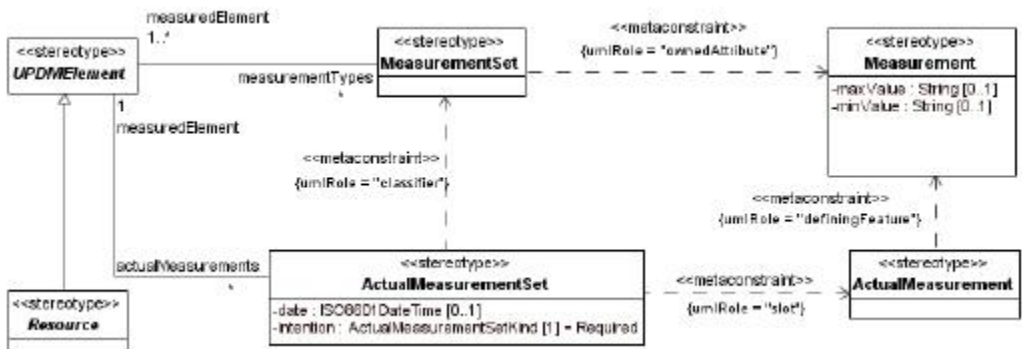 measuredElement
1..*
<<stereotype>>
UPDMElement
<<stereotype>>
MeasurementSet
measurementTypes
*
<<metaconstraint>>
{umlRole = "ownedAttribute"}
<<stereotype>>
Measurement
-maxValue : String [0..1]
-minValue : String [0..1]
1
measuredElement
<<metaconstraint>>
{umlRole = "classifier"}
<<metaconstraint>>
{umlRole = "definingFeature"}
actualMeasurements
*
<<stereotype>>
ActualMeasurementSet
-date : ISO8601DateTime [0..1]
-intention : ActualMeasurementSetKind [1] = Required
<<metaconstraint>>
{umlRole = "slot"}
<<stereotype>>
ActualMeasurement
<<stereotype>>
Resource